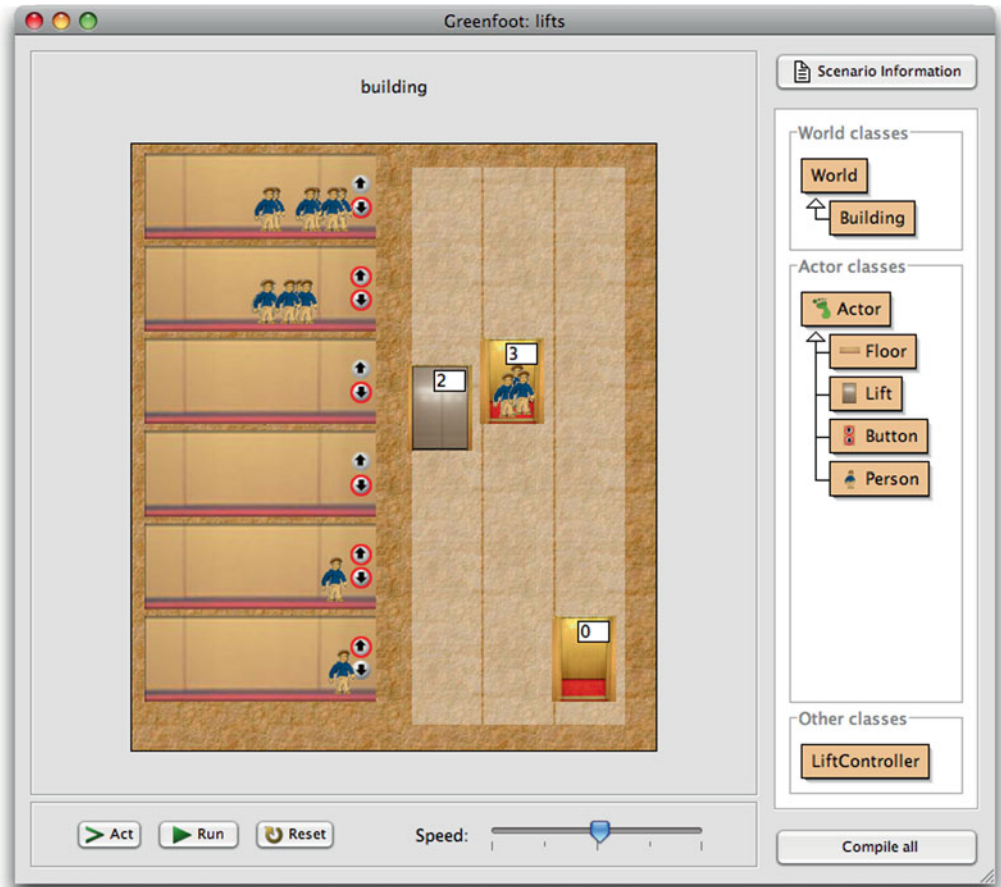 Greenfoot: lifts
building
2
3
0
Scenario Information
World classes
World
Building
Actor classes
Actor
Floor
Lift
Button
Person
Other classes
LiftController
Act
Run
Reset
Speed:
Compile all